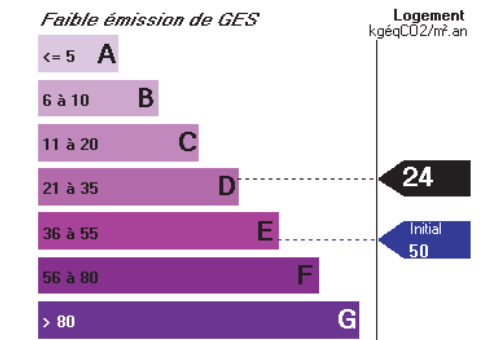 Faible émission de GES
Logement
kgéqCO2/m².an
<= 5 A
6 à 10 B
11 à 20 C
21 à 35 D
24
36 à 55 E
Initial
50
56 à 80 F
> 80 G